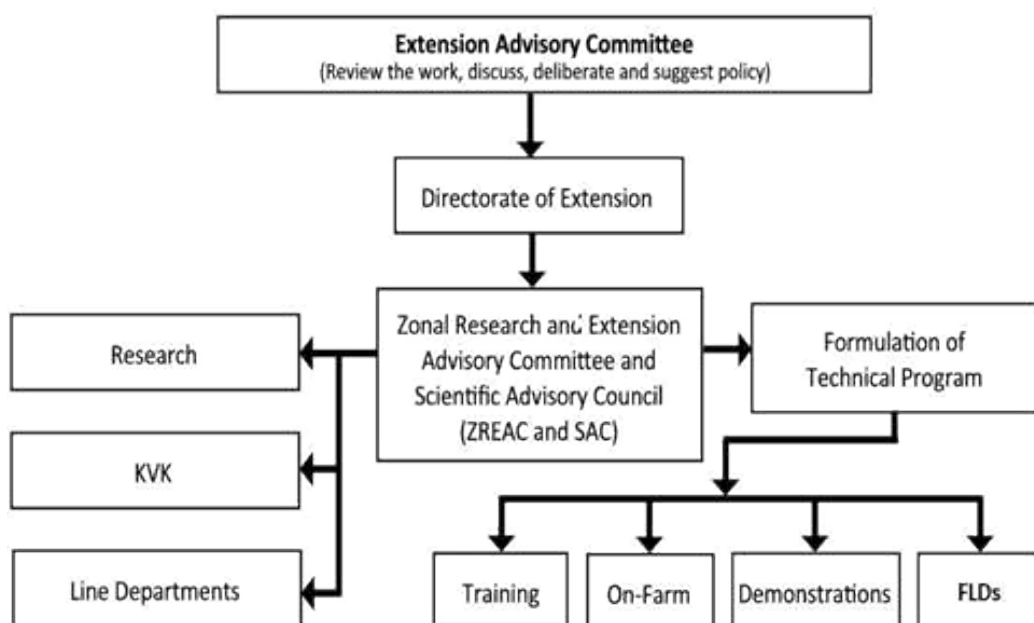 Extension Advisory Committee
(Review the work, discuss, deliberate and suggest policy)
Directorate of Extension
Zonal Research and Extension
Advisory Committee and
Scientific Advisory Council
(ZREAC and SAC)
Research
KVK
Line Departments
Formulation of
Technical Program
Training
On-Farm
Demonstrations
FLDs